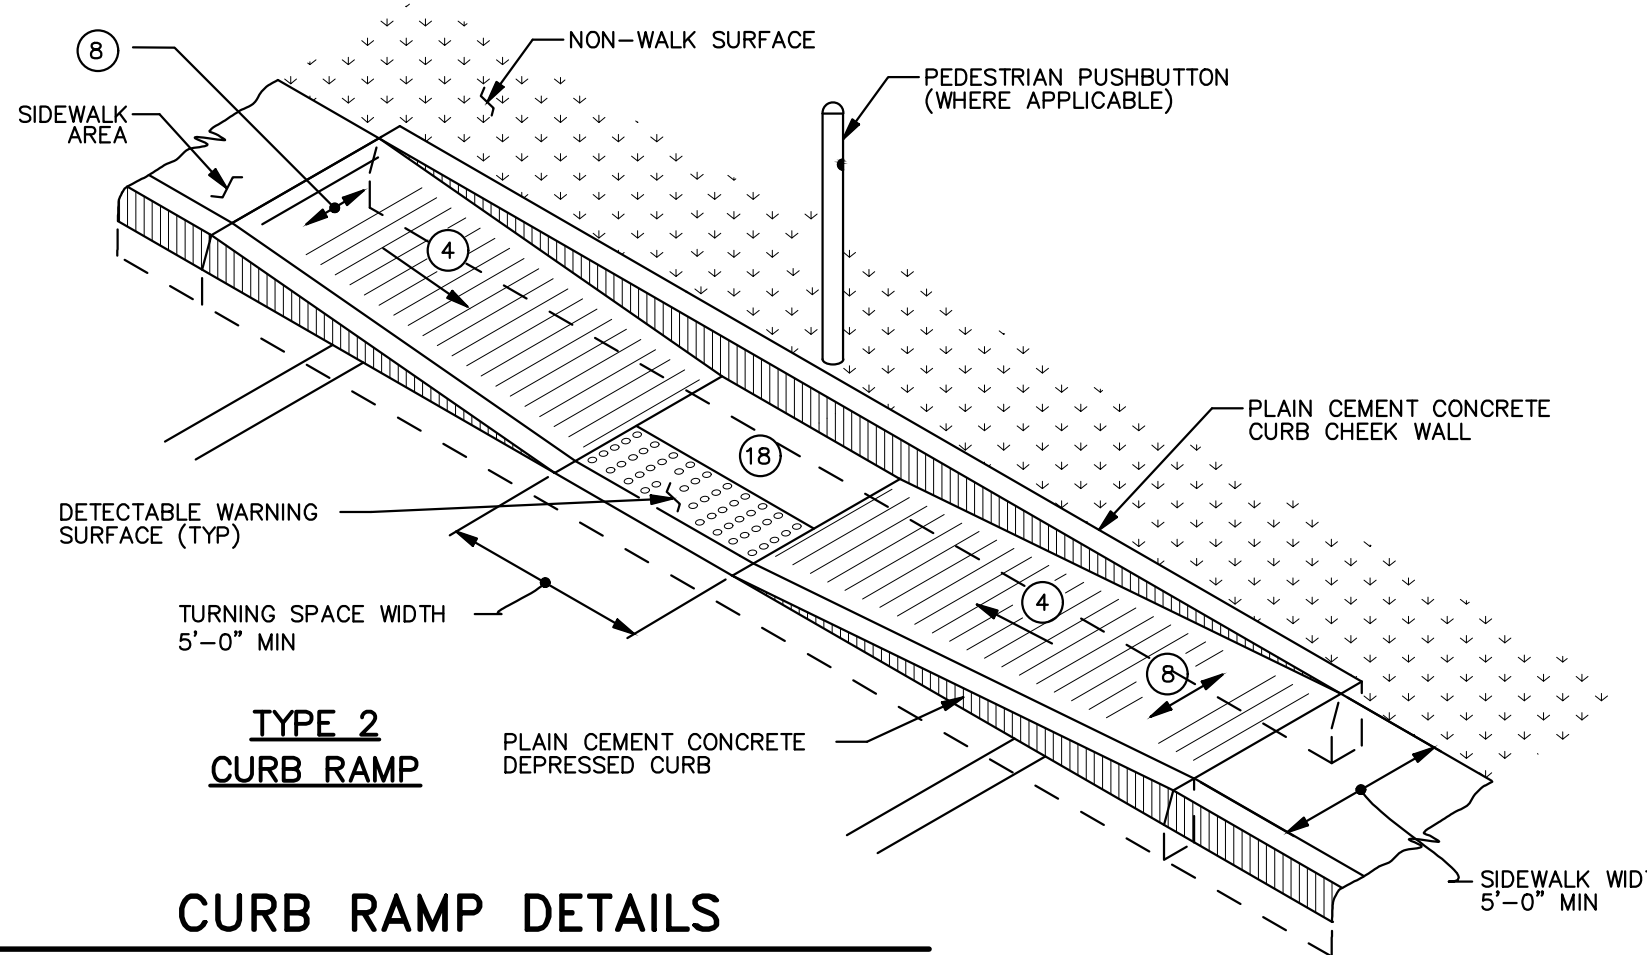 8
NON-WALK SURFACE
PEDESTRIAN PUSHBUTTON
(WHERE APPLICABLE)
SIDEWALK
AREA
4
PLAIN CEMENT CONCRETE
CURB CHEEK WALL
18
DETECTABLE WARNING
SURFACE (TYP)
4
TURNING SPACE WIDTH
5'-0" MIN
8
TYPE 2
CURB RAMP
PLAIN CEMENT CONCRETE
DEPRESSED CURB
SIDEWALK
5'-0" MIN
CURB RAMP DETAILS